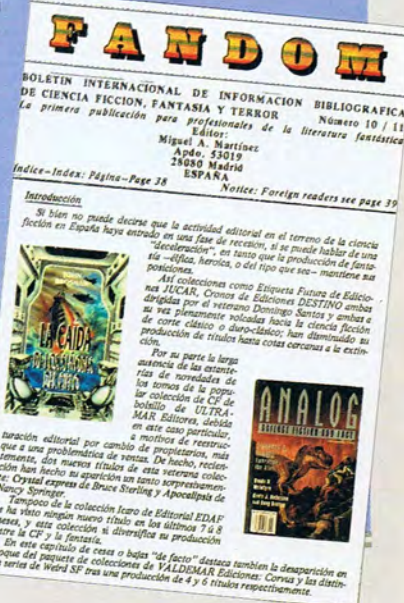 FANDOM
BOLETIN INTERNACIONAL DE INFORMACION BIBLIOGRAFICA
DE CIENCIA FICCION, FANTASIA Y TERROR Número 10 / 11
La primera publicación para profesionales de la literatura fantástica
Editor:
Miguel A. Martínez
Apdo. 53019
28080 Madrid
ESPAÑA
Indice-Index: Página-Page 38
Notice: Foreign readers see page 39
Introducción
Si bien no puede decirse que la actividad editorial en el terreno de la ciencia
ficción en España haya entrado en una fase de recesión, si se puede hablar de una
"deceleración", en tanto que la producción de fanta-
sía -élfica, heroica, o del tipo que sea- mantiene sus
posiciones.
Así colecciones como Etiqueta Futura de Edicio-
nes JUCAR, Cronos de Ediciones DESTINO ambas
dirigidas por el veterano Domingo Santos y ambas a
su vez plenamente volcadas hacia la ciencia ficción
de corte clásico o duro-clásico; han disminuido su
producción de títulos hasta cotas cercanas a la extin-
ción.
Por su parte la larga
ausencia de las estante-
rías de novedades de
los tomos de la popu-
lar colección de CF de
bolsillo de ULTRA-
MAR Editores, debida
en este caso particular,
a motivos de reestruc-
turación editorial por cambio de propietarios, más
que a una problemática de ventas. De hecho, recien-
temente, dos nuevos títulos de esta veterana colec-
ción han hecho su aparición un tanto sorpresivamen-
te: Crystal express de Bruce Sterling y Apocalipsis de
Nancy Springer.
Tampoco de la colección Icaro de Editorial EDAF
se ha visto ningún nuevo título en los últimos 7 ú 8
meses, y esta colección si diversifica su producción
entre la CF y la fantasía.
En este capítulo de ceses o bajas "de facto" destaca tambien la desaparición en
bloque del paquete de colecciones de VALDEMAR Ediciones: Corvus y las distin-
tas series de Weird SF tras una producción de 4 y 6 títulos respectivamente.
LA CAIDA
ANALOG
SCIENCE FICTION AND FACT